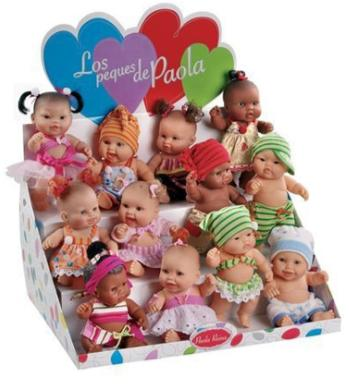 Los
peques de
Paola
Paola Reina